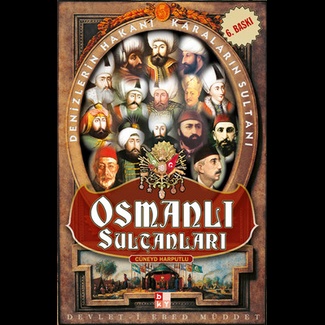 DENİZLERİN HAKANI KARALARIN SULTANI
6. BASKI
OSMANLI
SULTANLARI
CÜNEYD HARPUTLU
b
K
DEVLET-İ EBED MÜDDET